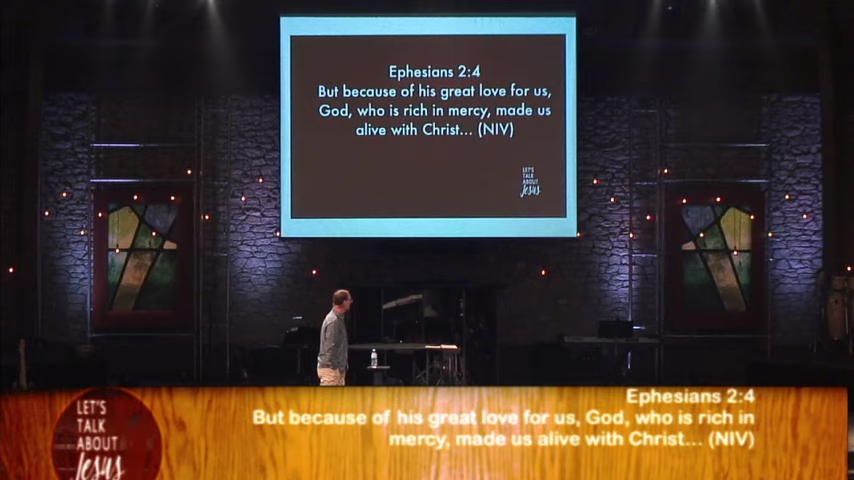 Ephesians 2:4
But because of his great love for us,
God, who is rich in mercy, made us
alive with Christ... (NIV)
LET'S
TALK
ABOUT
Jesus
Ephesians 2:4
But because of his great love for us, God, who is rich in
mercy, made us alive with Christ... (NIV)
LET'S
TALK
ABOUT
Jesus